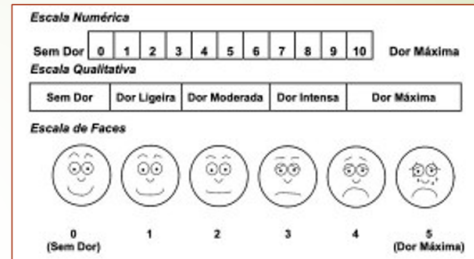 Escala Numérica
Sem Dor 0 1 2 3 4 5 6 7 8 9 10 Dor Máxima
Escala Qualitativa
Sem Dor Dor Ligeira Dor Moderada Dor Intensa Dor Máxima
Escala de Faces
0 1 2 3 4 5
(Sem Dor) (Dor Máxima)